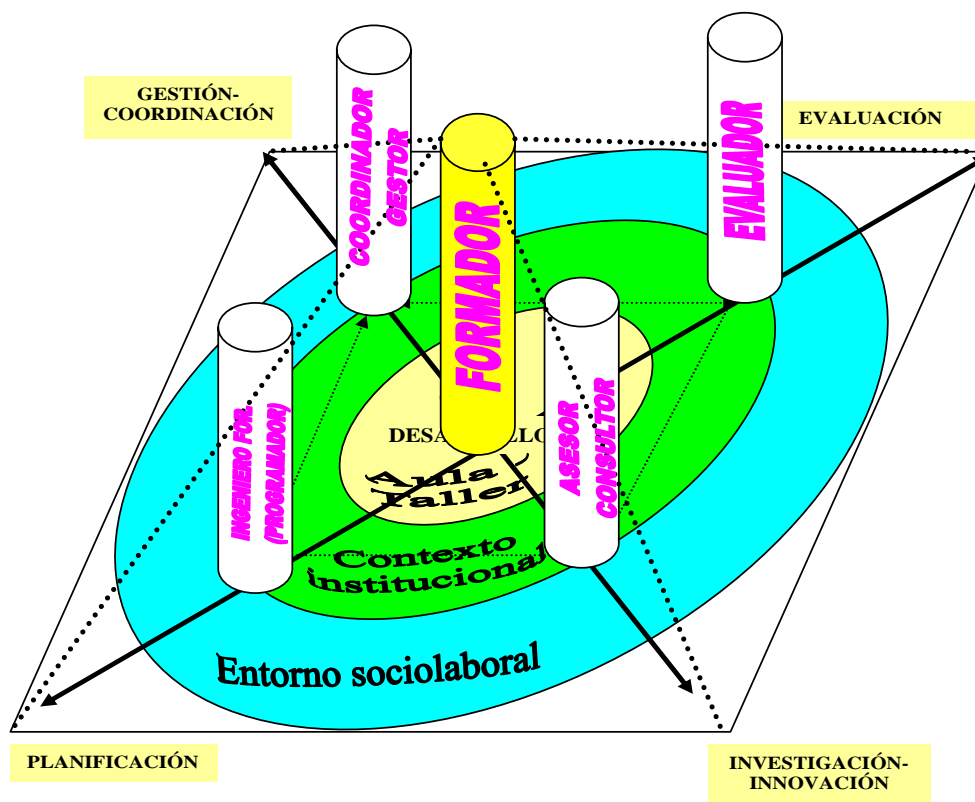 GESTIÓN-
COORDINACIÓN
EVALUACIÓN
COORDINADOR
GESTOR
EVALUADOR
FORMADOR
INGENIERO FOR.
(PROGRAMADOR)
ASESOR
CONSULTOR
Aula
Taller
Contexto
institucional
Entorno sociolaboral
PLANIFICACIÓN
INVESTIGACIÓN-
INNOVACIÓN